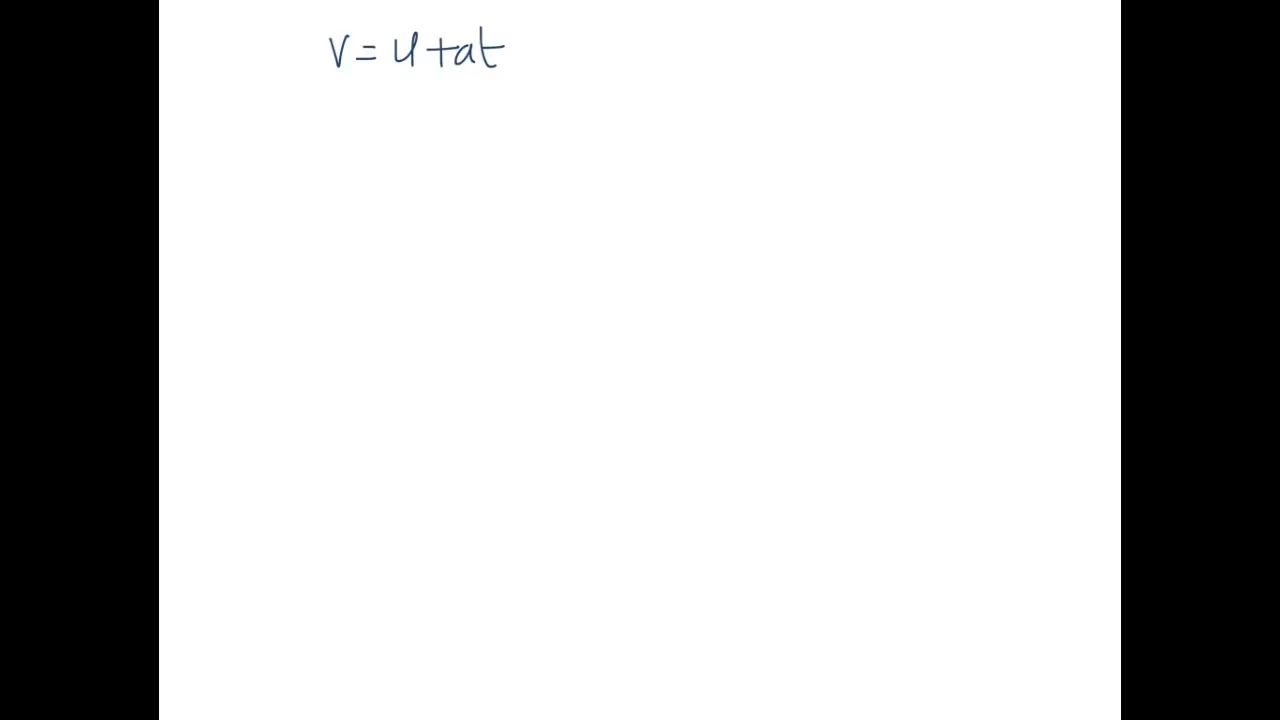 v = u + at